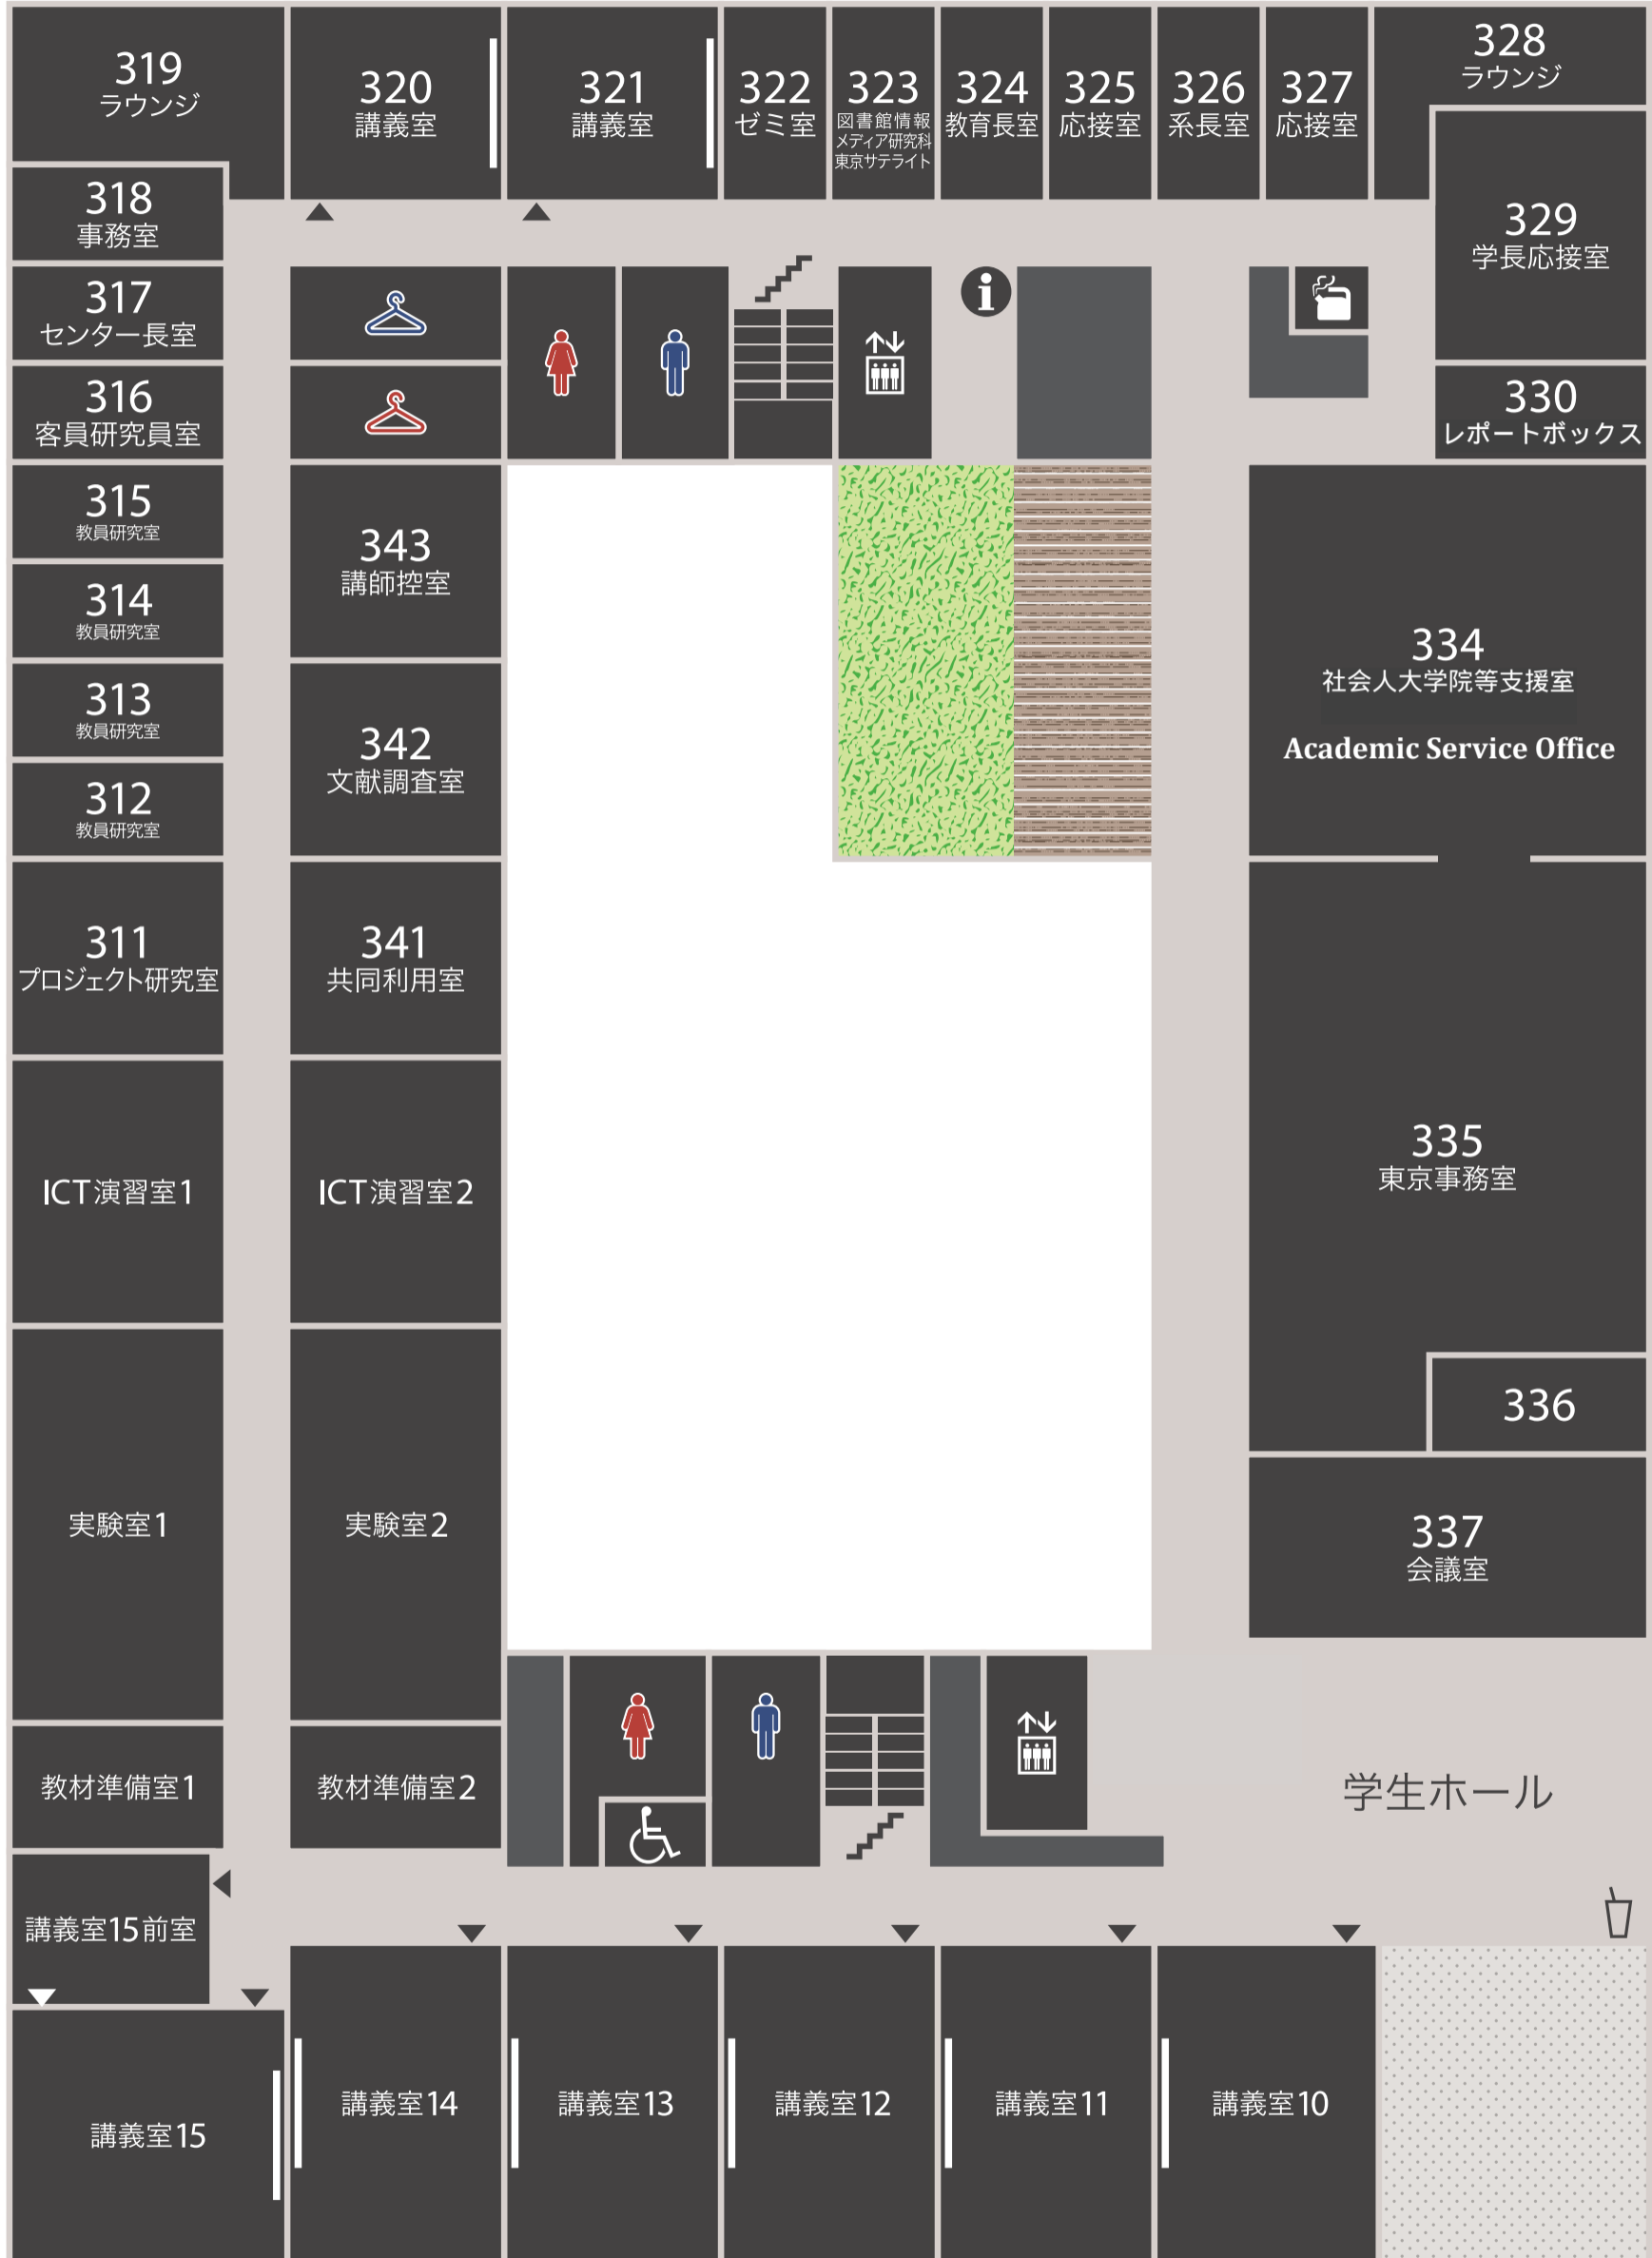 319
ラウンジ
320
講義室
321
講義室
322
ゼミ室
323
図書館情報
メディア研究科
東京サテライト
324
教育長室
325
応接室
326
系長室
327
応接室
328
ラウンジ
329
学長応接室
330
レポートボックス
318
事務室
317
センター長室
316
客員研究員室
315
教員研究室
314
教員研究室
313
教員研究室
312
教員研究室
311
プロジェクト研究室
ICT演習室1
実験室1
教材準備室1
講義室15前室
i
343
講師控室
342
文献調査室
341
共同利用室
ICT演習室2
実験室2
教材準備室2
334
社会人大学院等支援室
Academic Service Office
335
東京事務室
336
337
会議室
学生ホール
講義室15
講義室14
講義室13
講義室12
講義室11
講義室10